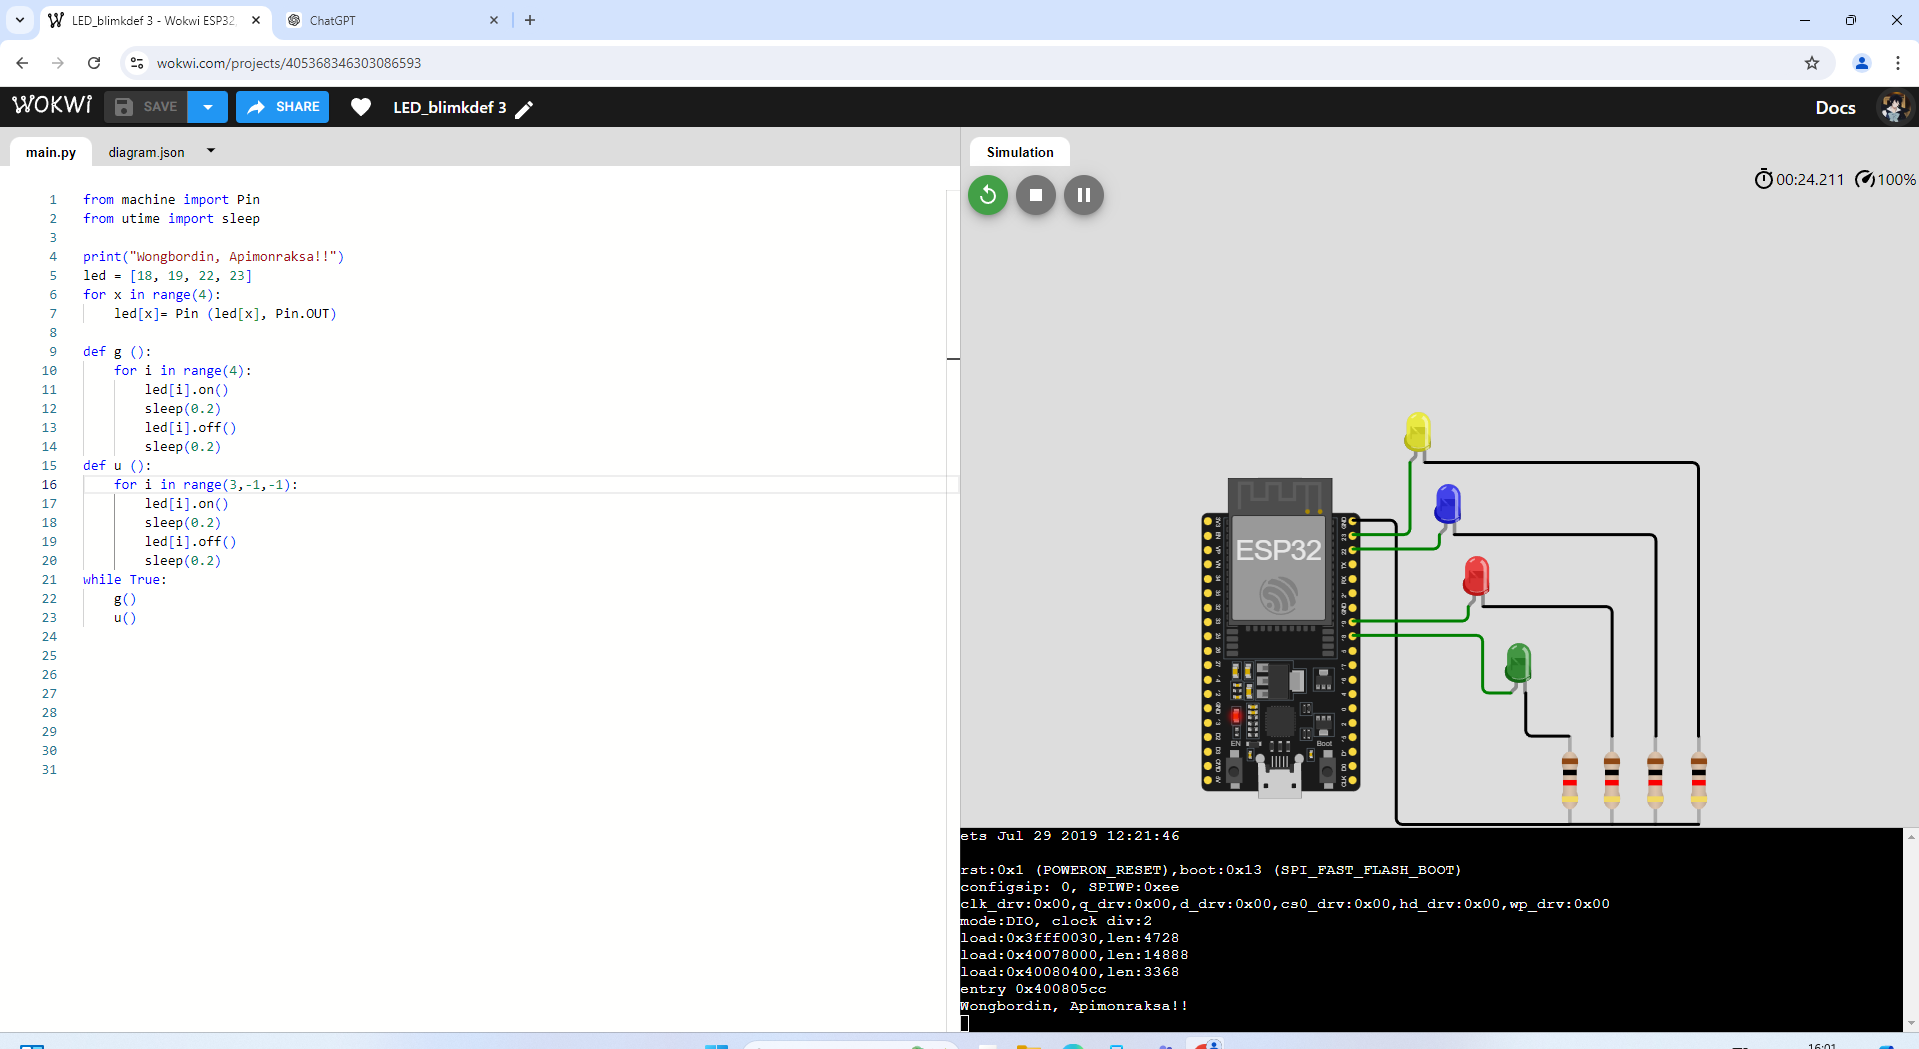 LED_blimkdef 3 - Wokwi ESP32
ChatGPT
wokwi.com/projects/405368346303086593
WOKWi
SAVE
SHARE
LED_blimkdef 3
Docs
main.py
diagram.json
Simulation
00:24.211
100%
1 from machine import Pin
2 from utime import sleep
3
4 print("Wongbordin, Apimonraksa!!")
5 led = [18, 19, 22, 23]
6 for x in range(4):
7 led[x]= Pin (led[x], Pin.OUT)
8
9 def g ():
10 for i in range(4):
11 led[i].on()
12 sleep(0.2)
13 led[i].off()
14 sleep(0.2)
15 def u ():
16 for i in range(3,-1,-1):
17 led[i].on()
18 sleep(0.2)
19 led[i].off()
20 sleep(0.2)
21 while True:
22 g()
23 u()
24
25
26
27
28
29
30
31
ESP32
EN
Boot
ets Jul 29 2019 12:21:46
rst:0x1 (POWERON_RESET),boot:0x13 (SPI_FAST_FLASH_BOOT)
configsip: 0, SPIWP:0xee
clk_drv:0x00,q_drv:0x00,d_drv:0x00,cs0_drv:0x00,hd_drv:0x00,wp_drv:0x00
mode:DIO, clock div:2
load:0x3fff0030,len:4728
load:0x40078000,len:14888
load:0x40080400,len:3368
entry 0x400805cc
Wongbordin, Apimonraksa!!
16:01